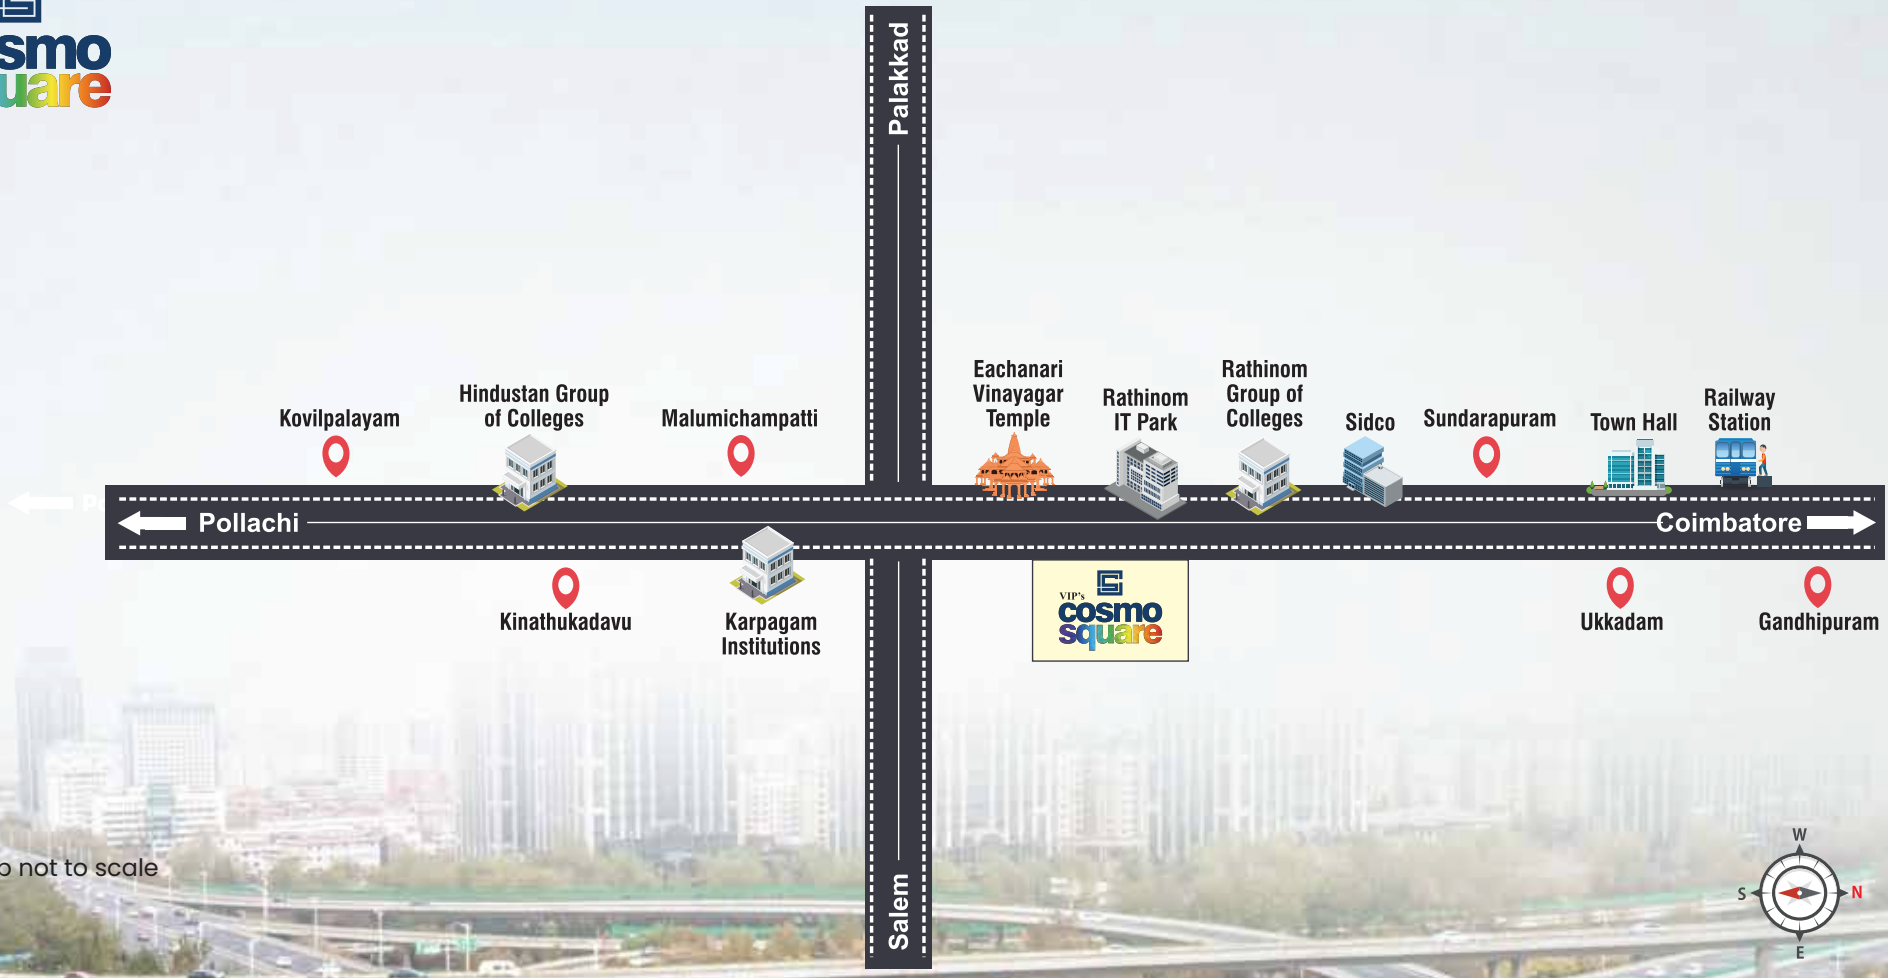 smo
uare
Palakkad
Kovilpalayam
Hindustan Group
of Colleges
Malumichampatti
Eachanari
Vinayagar
Temple
Rathinom
IT Park
Rathinom
Group of
Colleges
Sidco
Sundarapuram
Town Hall
Railway
Station
Pollachi
Coimbatore
Kinathukadavu
Karpagam
Institutions
VIP's
cosmo
square
Ukkadam
Gandhipuram
not to scale
Salem
W
S
N
E